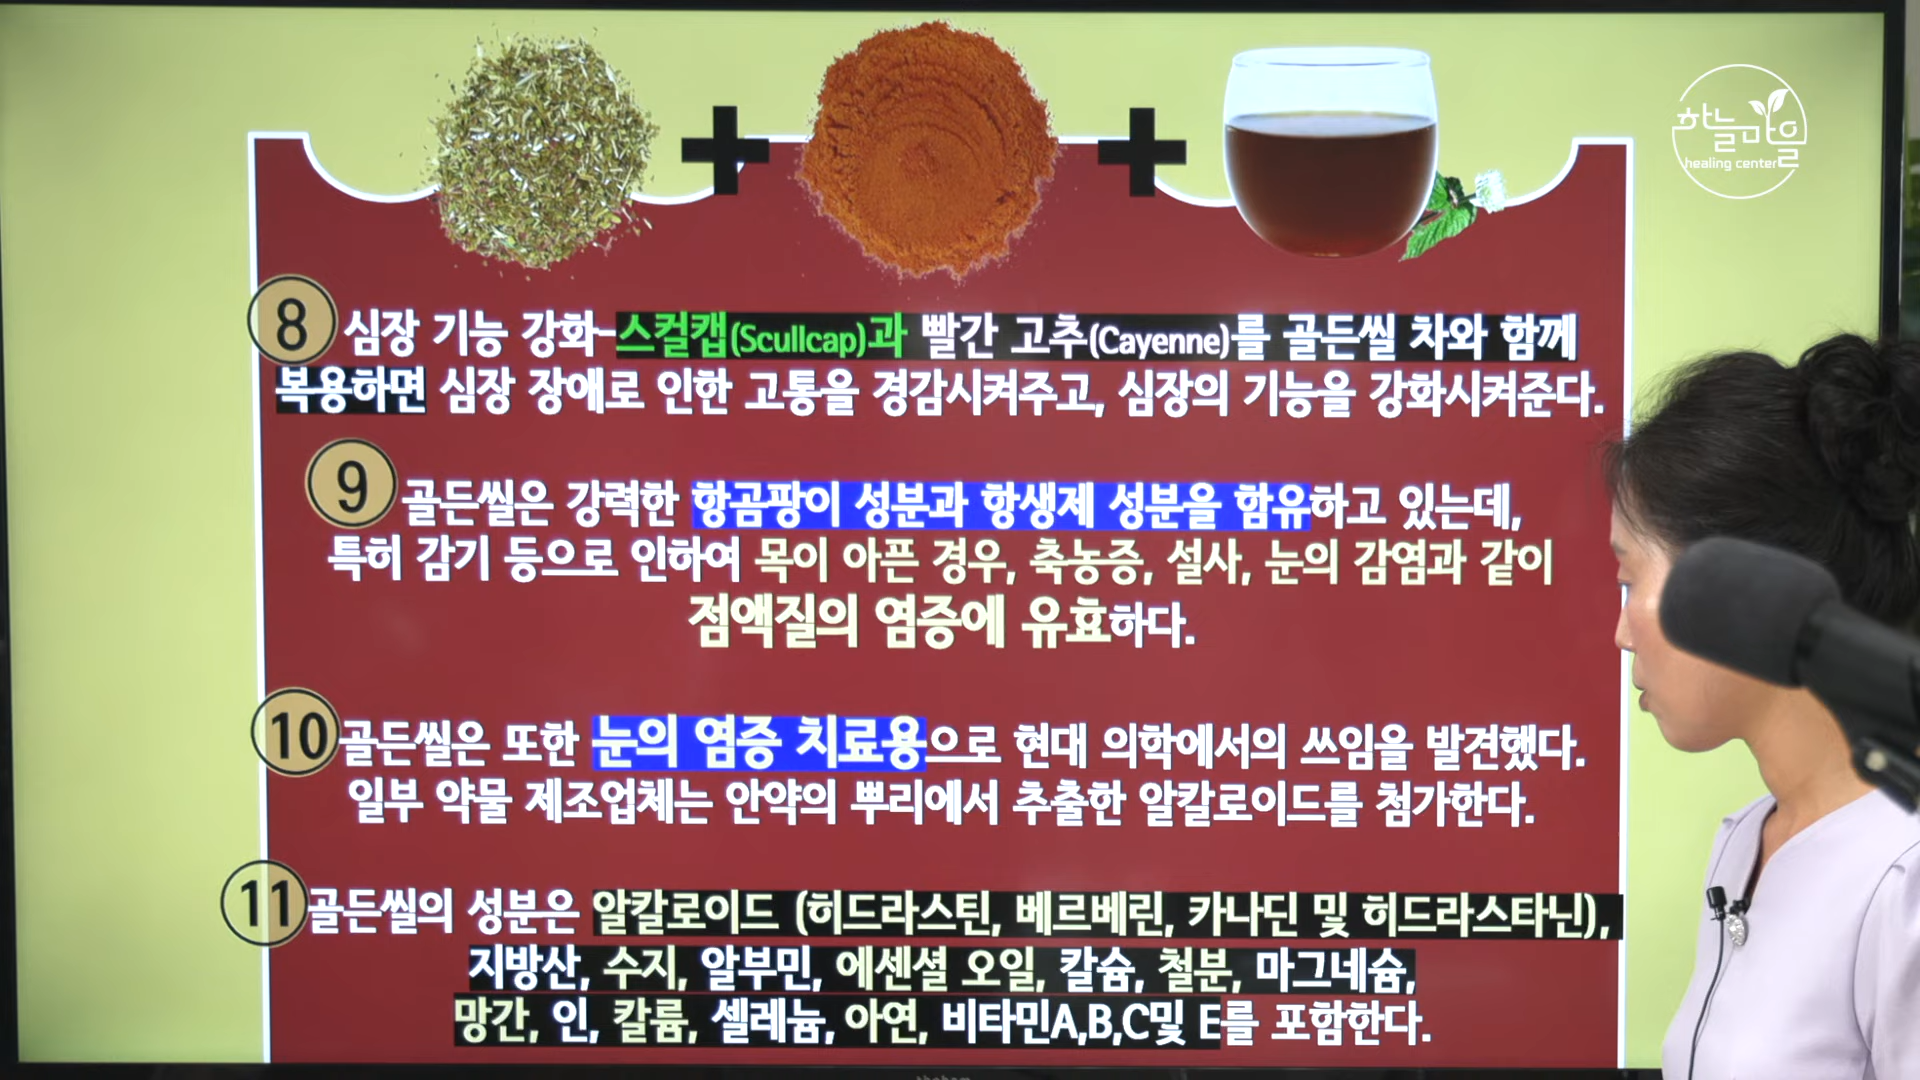 하늘마을
healing center
8 심장 기능 강화-스컬캡(Scullcap)과 빨간 고추(Cayenne)를 골든씰 차와 함께
복용하면 심장 장애로 인한 고통을 경감시켜주고, 심장의 기능을 강화시켜준다.
9 골든씰은 강력한 항곰팡이 성분과 항생제 성분을 함유하고 있는데,
특히 감기 등으로 인하여 목이 아픈 경우, 축농증, 설사, 눈의 감염과 같이
점액질의 염증에 유효하다.
10 골든씰은 또한 눈의 염증 치료용으로 현대 의학에서의 쓰임을 발견했다.
일부 약물 제조업체는 안약의 뿌리에서 추출한 알칼로이드를 첨가한다.
11 골든씰의 성분은 알칼로이드 (히드라스틴, 베르베린, 카나딘 및 히드라스타닌),
지방산, 수지, 알부민, 에센셜 오일, 칼슘, 철분, 마그네슘,
망간, 인, 칼륨, 셀레늄, 아연, 비타민A,B,C및 E를 포함한다.